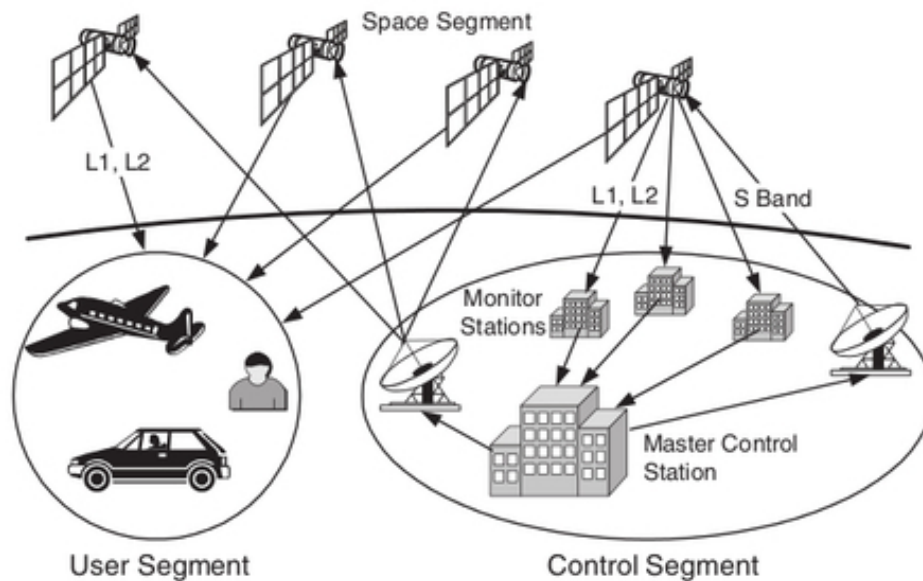 Space Segment
L1, L2
L1, L2
S Band
Monitor
Stations
Master Control
Station
User Segment
Control Segment